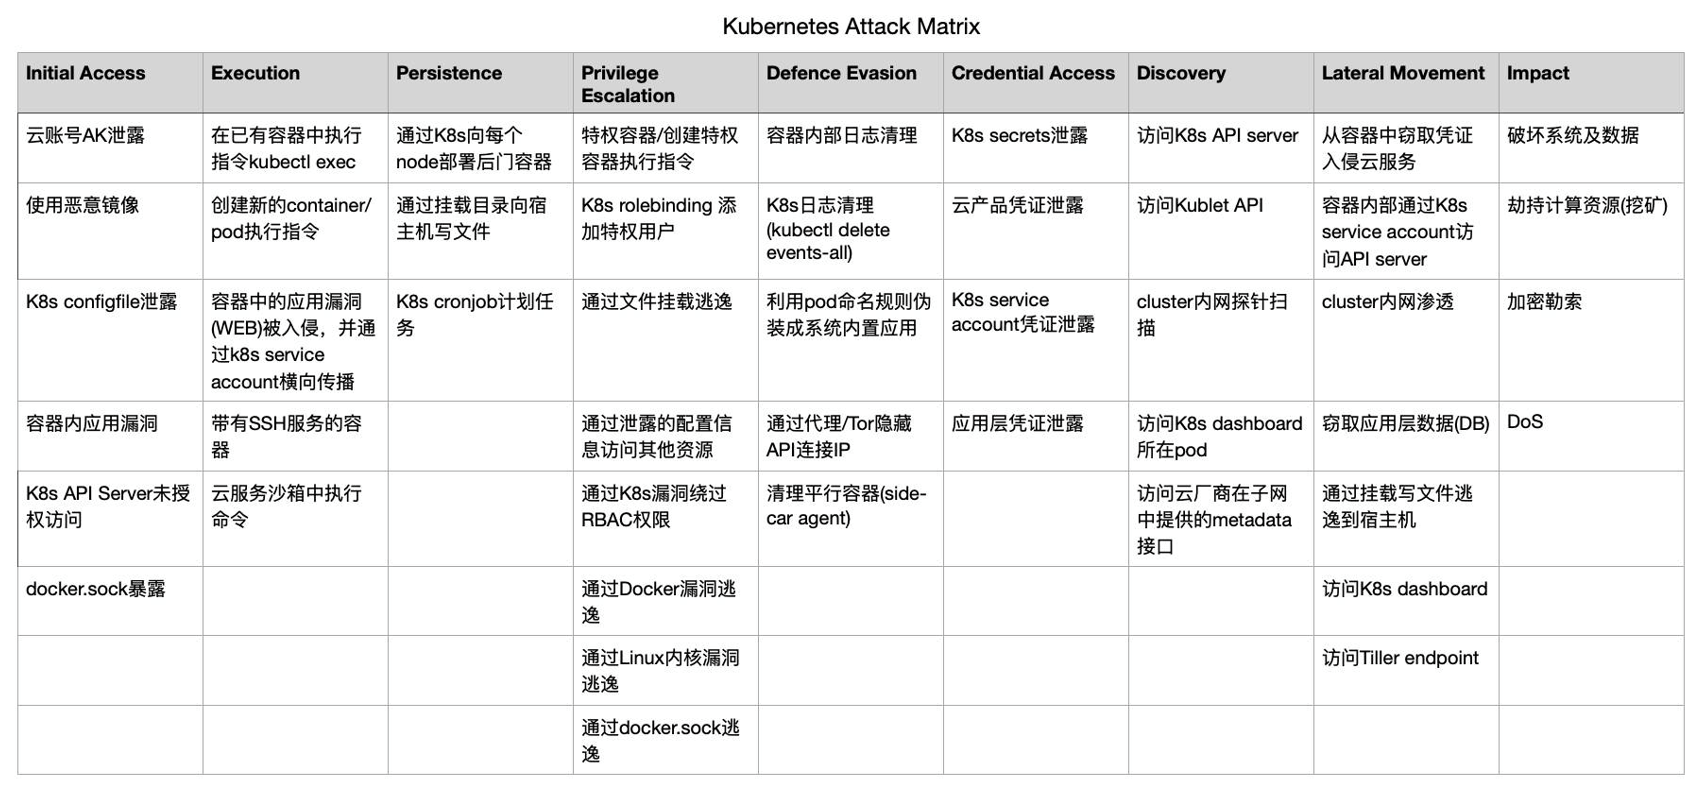 Kubernetes Attack Matrix
Initial Access
Execution
Persistence
Privilege
Escalation
Defence Evasion
Credential Access
Discovery
Lateral Movement
Impact
云账号AK泄露
在已有容器中执行
指令kubectl exec
通过K8s向每个
node部署后门容器
特权容器/创建特权
容器执行指令
容器内部日志清理
K8s secrets泄露
访问K8s API server
从容器中窃取凭证
入侵云服务
破坏系统及数据
使用恶意镜像
创建新的container/
pod执行指令
通过挂载目录向宿
主机写文件
K8s rolebinding 添
加特权用户
K8s日志清理
(kubectl delete
events-all)
云产品凭证泄露
访问Kublet API
容器内部通过K8s
service account访
问API server
劫持计算资源(挖矿)
K8s configfile泄露
容器中的应用漏洞
(WEB)被入侵，并通
过k8s service
account横向传播
K8s cronjob计划任
务
通过文件挂载逃逸
利用pod命名规则伪
装成系统内置应用
K8s service
account凭证泄露
cluster内网探针扫
描
cluster内网渗透
加密勒索
容器内应用漏洞
带有SSH服务的容
器
通过泄露的配置信
息访问其他资源
通过代理/Tor隐藏
API连接IP
应用层凭证泄露
访问K8s dashboard
所在pod
窃取应用层数据(DB)
DoS
K8s API Server未授
权访问
云服务沙箱中执行
命令
通过K8s漏洞绕过
RBAC权限
清理平行容器(side-
car agent)
访问云厂商在子网
中提供的metadata
接口
通过挂载写文件逃
逸到宿主机
docker.sock暴露
通过Docker漏洞逃
逸
访问K8s dashboard
通过Linux内核漏洞
逃逸
访问Tiller endpoint
通过docker.sock逃
逸